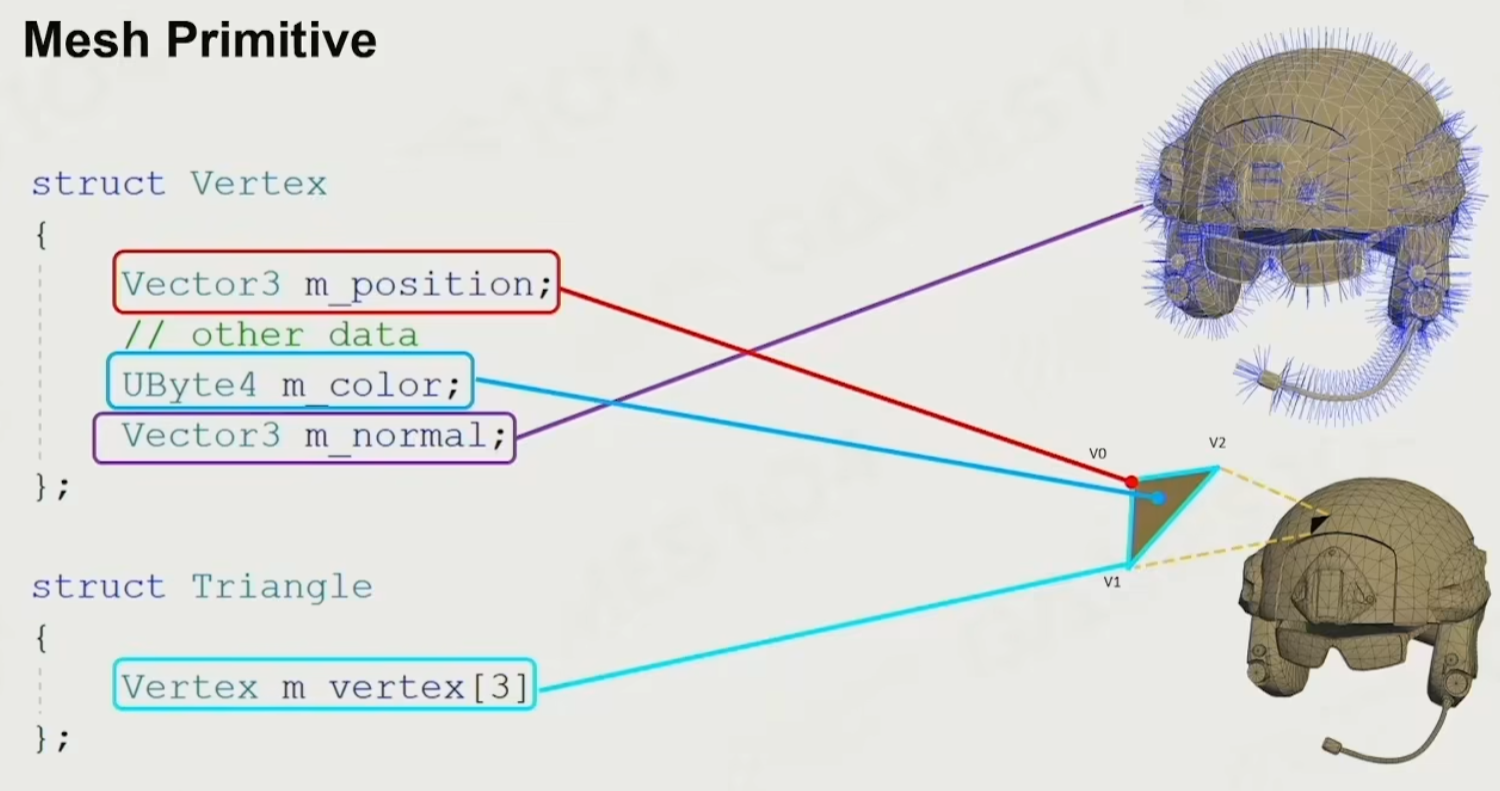 Mesh Primitive
struct Vertex
{
Vector3 m_position;
// other data
UByte4 m_color;
Vector3 m_normal;
};
struct Triangle
{
Vertex m_vertex[3]
};
V0
V2
V1